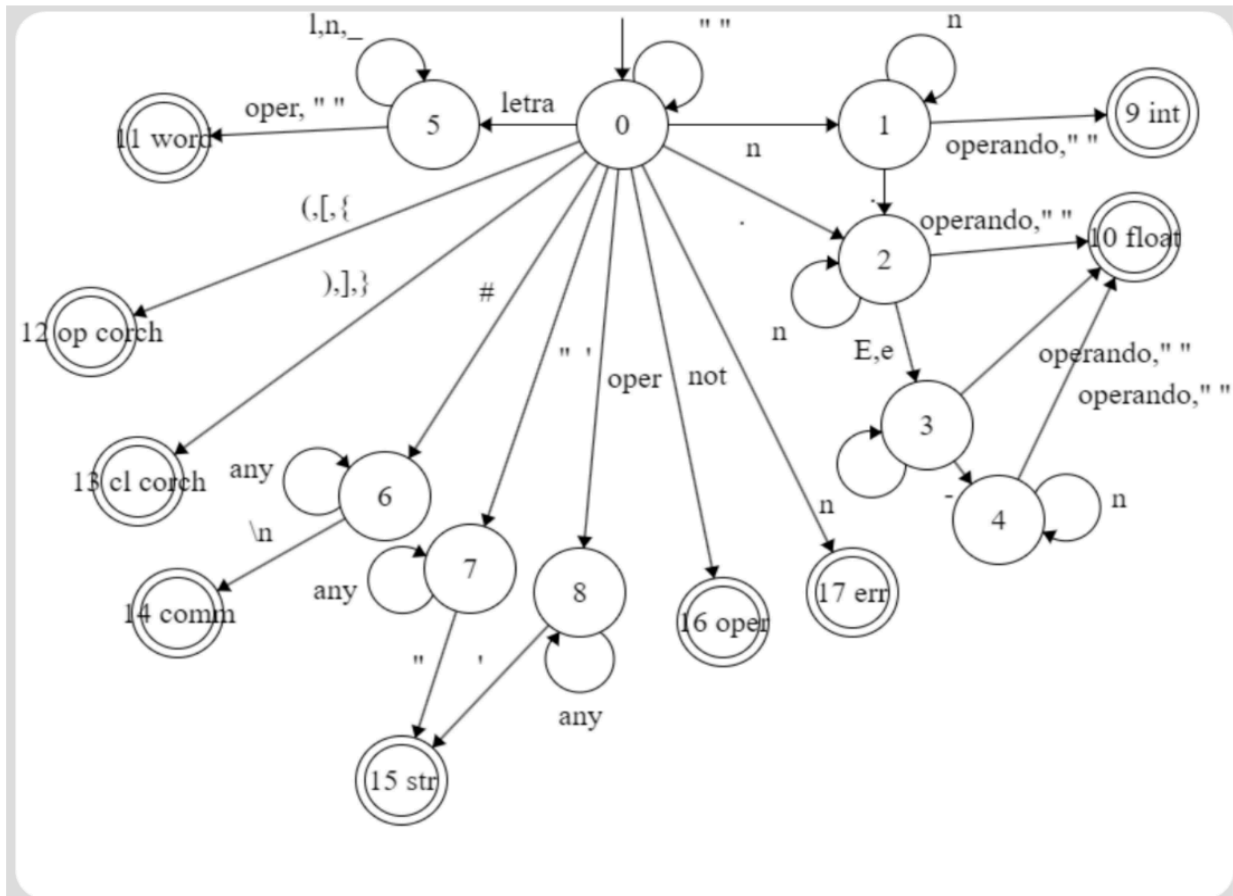 l,n,_
" "
n
letra
oper, " "
11 word
5
0
1
9 int
n
operando," "
.
.
operando," "
2
10 float
(,[,{
),],}
#
" '
oper
not
n
E,e
operando," "
operando," "
12 op corch
3
13 cl corch
any
6
-
4
n
n
\n
7
8
any
14 comm
16 oper
17 err
"
'
any
15 str